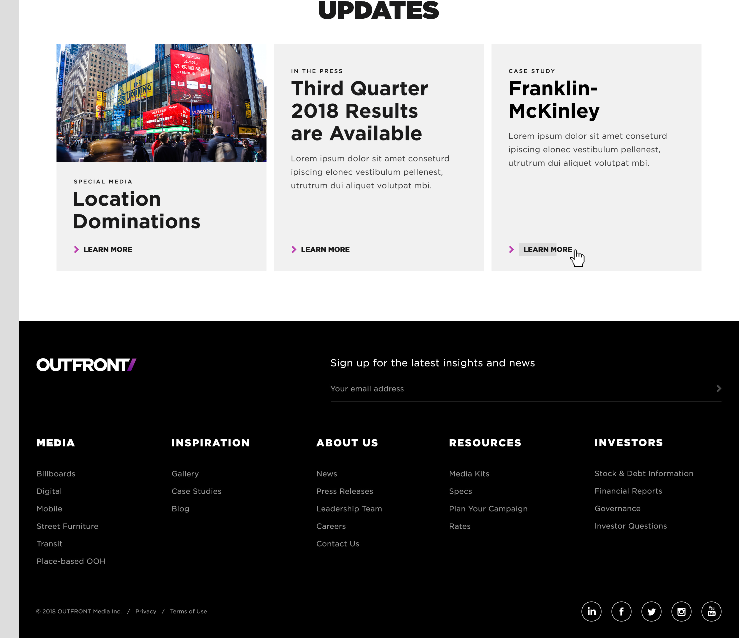 UPDATES
SPECIAL MEDIA
Location
Dominations
LEARN MORE
IN THE PRESS
Third Quarter
2018 Results
are Available
Lorem ipsum dolor sit amet conseturd
ipiscing elonec vestibulum pellenest,
utrutrum dui aliquet volutpat mbi.
LEARN MORE
CASE STUDY
Franklin-
McKinley
Lorem ipsum dolor sit amet consetetur
ipiscing elonec vestibulum pellenest,
utrutrum dui aliquet volutpat mbi.
LEARN MORE
OUTFRONT/
Sign up for the latest insights and news
Your email address
MEDIA
Billboards
Digital
Mobile
Street Furniture
Transit
Place-based OOH
INSPIRATION
Gallery
Case Studies
Blog
ABOUT US
News
Press Releases
Leadership Team
Careers
Contact Us
RESOURCES
Media Kits
Specs
Plan Your Campaign
Rates
INVESTORS
Stock & Debt Information
Financial Reports
Governance
Investor Questions
© 2018 OUTFRONT Media Inc. / Privacy / Terms of Use